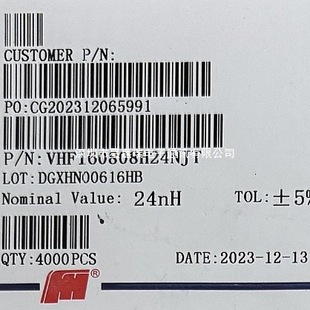 CUSTOMER P/N:
PO:CG202312065991
P/N:VHF160808H24NJT
LOT: DGXHN00616HB
Nominal Value: 24nH TOL: ±5%
QTY: 4000PCS DATE: 2023-12-13